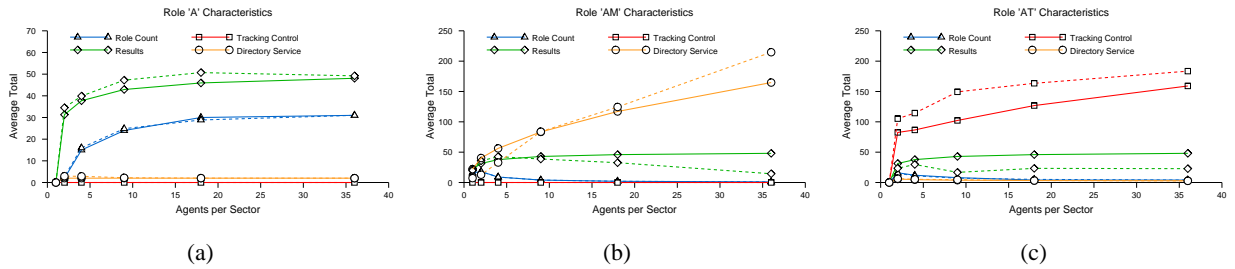 Role 'A' Characteristics
70
60
50
40
30
20
10
0
Average Total
Role Count
Tracking Control
Results
Directory Service
0 5 10 15 20 25 30 35 40
Agents per Sector
(a)
Role 'AM' Characteristics
250
200
150
100
50
0
Average Total
Role Count
Tracking Control
Results
Directory Service
0 5 10 15 20 25 30 35 40
Agents per Sector
(b)
Role 'AT' Characteristics
250
200
150
100
50
0
Average Total
Role Count
Tracking Control
Results
Directory Service
0 5 10 15 20 25 30 35 40
Agents per Sector
(c)